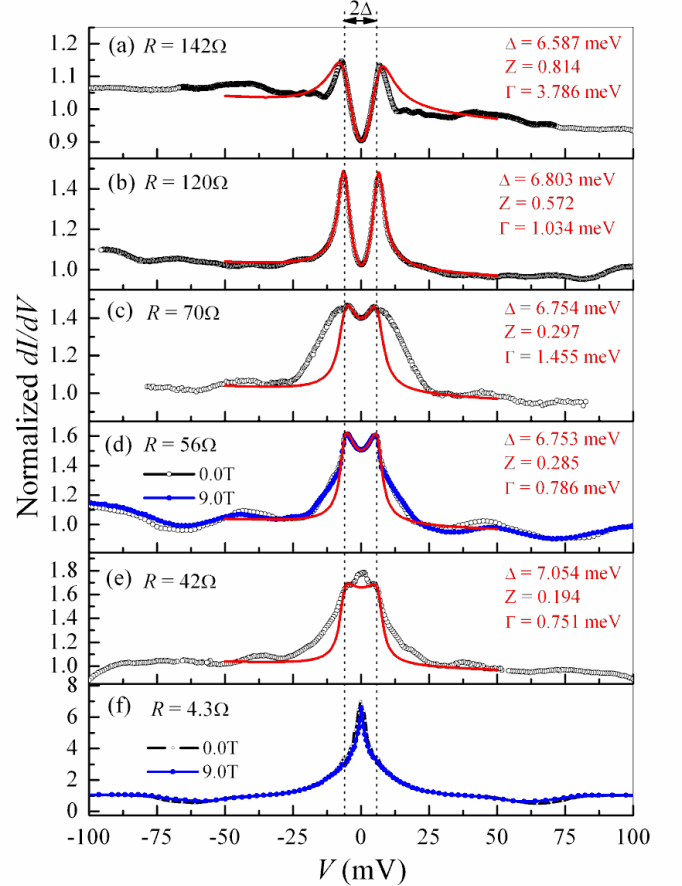 2Δ
(a) R = 142Ω
Δ = 6.587 meV
Z = 0.814
Γ = 3.786 meV
1.2
1.1
1.0
0.9
(b) R = 120Ω
Δ = 6.803 meV
Z = 0.572
Γ = 1.034 meV
1.4
1.2
1.0
(c) R = 70Ω
Δ = 6.754 meV
Z = 0.297
Γ = 1.455 meV
1.4
1.2
1.0
(d) R = 56Ω
0.0T
9.0T
Δ = 6.753 meV
Z = 0.285
Γ = 0.786 meV
1.6
1.4
1.2
1.0
(e) R = 42Ω
Δ = 7.054 meV
Z = 0.194
Γ = 0.751 meV
1.8
1.6
1.4
1.2
1.0
(f) R = 4.3Ω
0.0T
9.0T
8
6
4
2
0
Normalized dI/dV
-100 -75 -50 -25 0 25 50 75 100
V (mV)